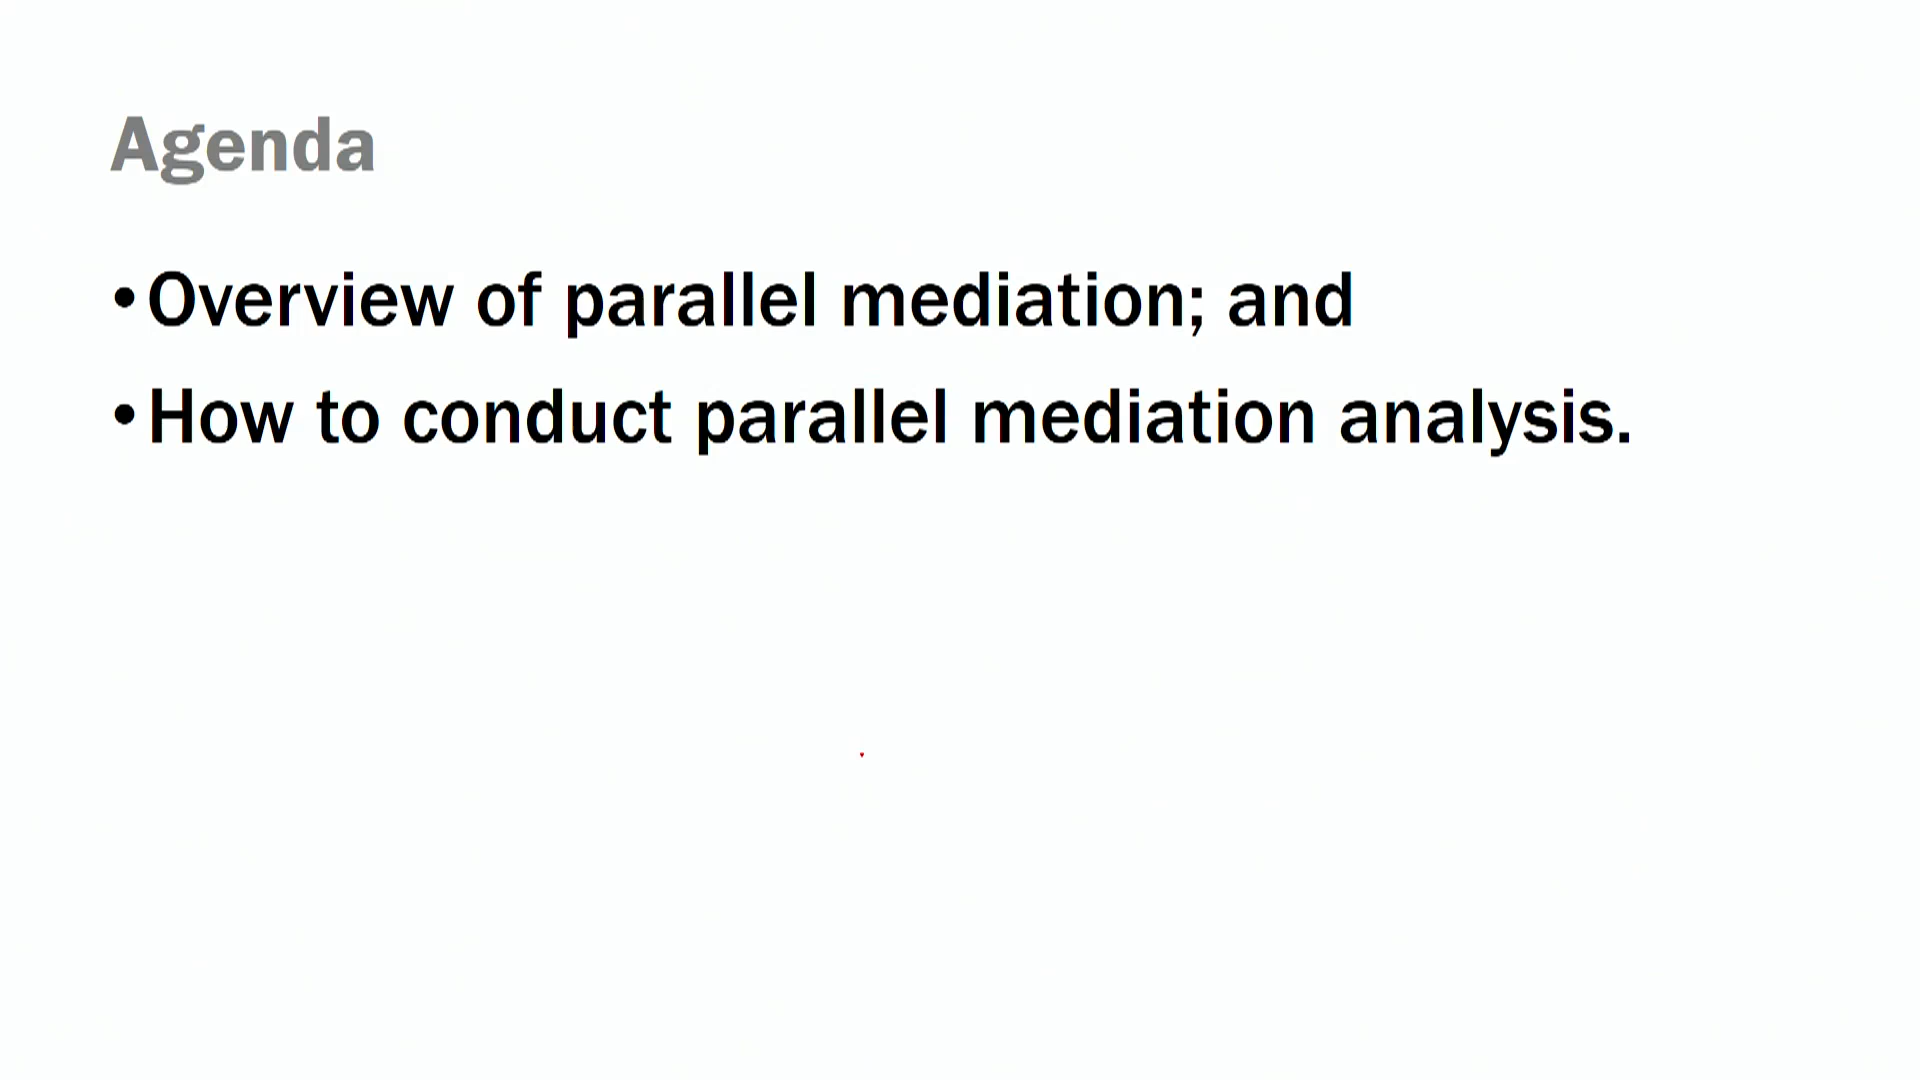 Agenda
• Overview of parallel mediation; and
• How to conduct parallel mediation analysis.